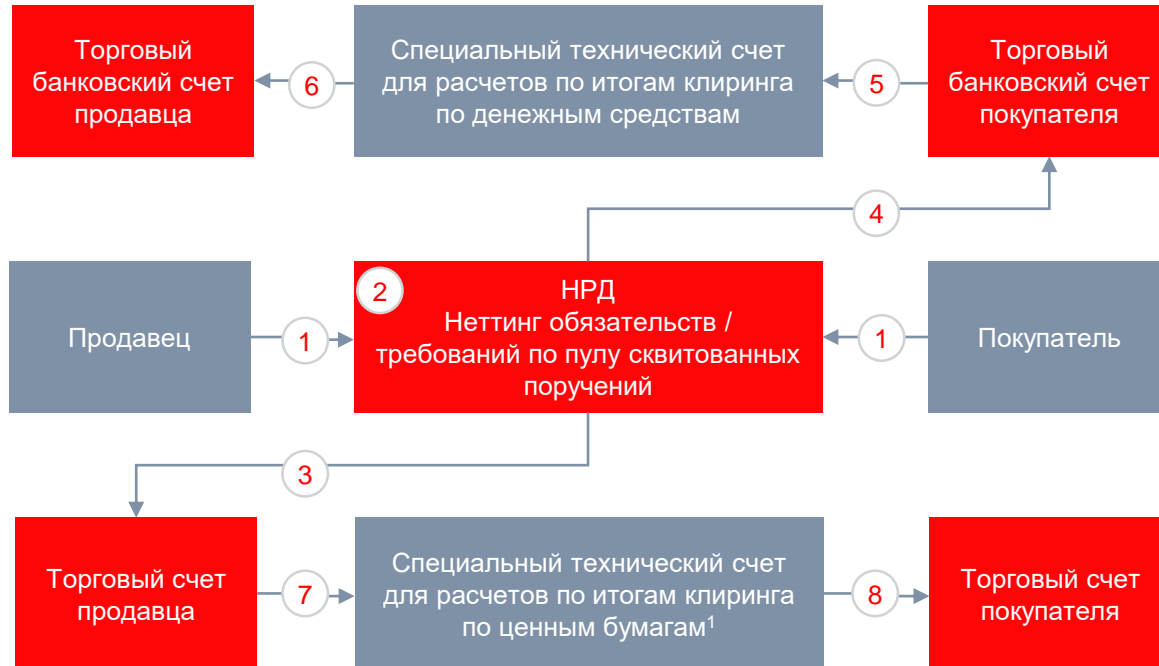 Торговый
банковский счет
продавца
6
Специальный технический счет
для расчетов по итогам клиринга
по денежным средствам
5
Торговый
банковский счет
покупателя
4
Продавец
1
2
НРД
Неттинг обязательств /
требований по пулу сквитованных
поручений
1
Покупатель
3
Торговый счет
продавца
7
Специальный технический счет
для расчетов по итогам клиринга
по ценным бумагам¹
8
Торговый счет
покупателя